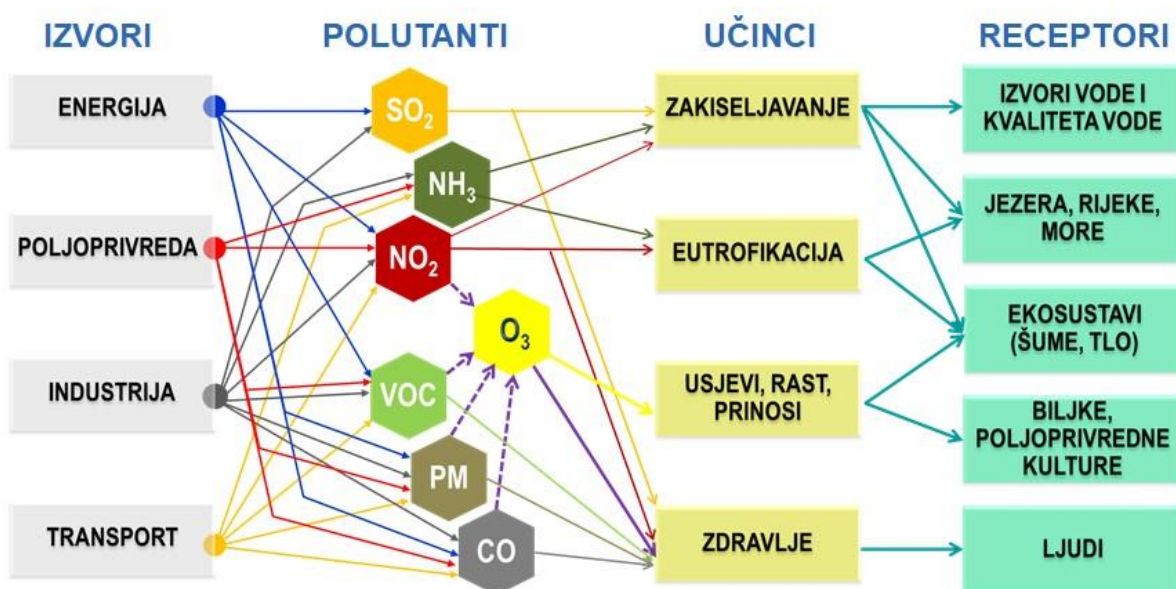 IZVORI
POLUTANTI
UČINCI
RECEPTORI
ENERGIJA
POLJOPRIVREDA
INDUSTRIJA
TRANSPORT
SO₂
NH₃
NO₂
O₃
VOC
PM
CO
ZAKISELJAVANJE
EUTROFIKACIJA
USJEVI, RAST,
PRINOSI
ZDRAVLJE
IZVORI VODE I
KVALITETA VODE
JEZERA, RIJEKE,
MORE
EKOSUSTAVI
(ŠUME, TLO)
BILJKE,
POLJOPRIVREDNE
KULTURE
LJUDI